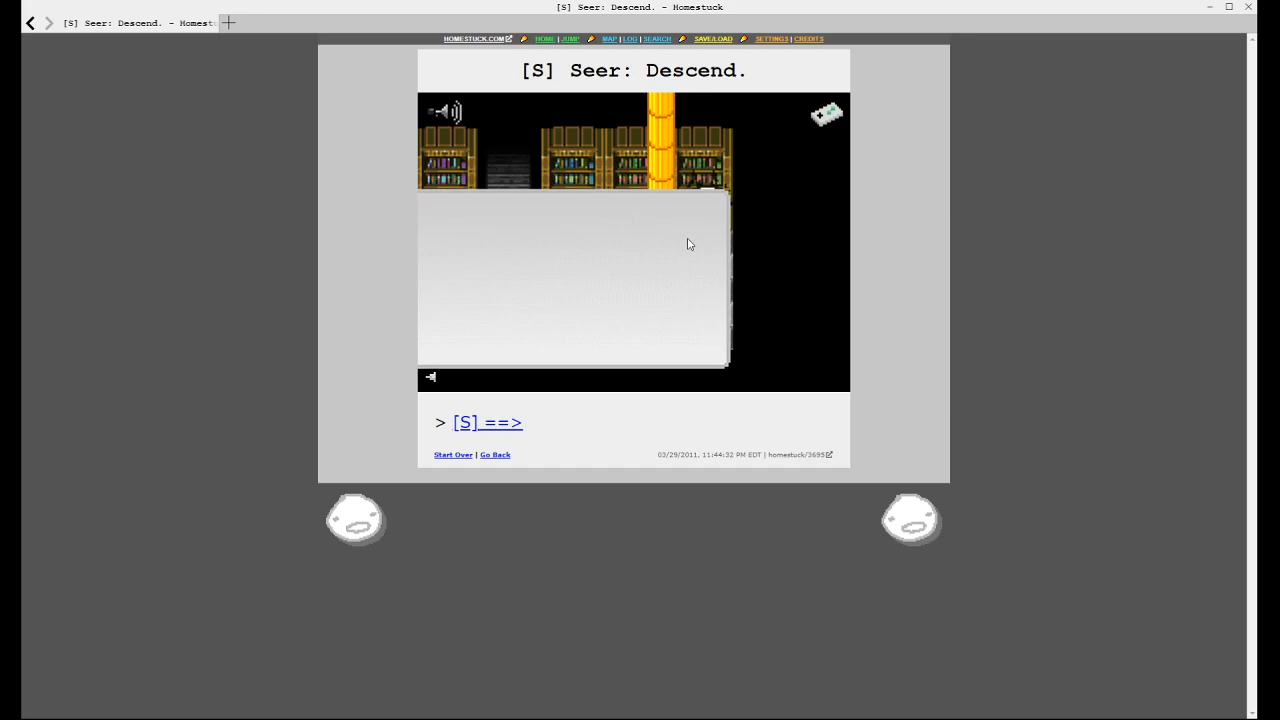 [S] Seer: Descend. - Homestuck
[S] Seer: Descend. - Homest
HOMESTUCK.COM HOME | JUMP MAP | LOG | SEARCH SAVE/LOAD SETTINGS | CREDITS
[S] Seer: Descend.
> [S] ==>
Start Over | Go Back 03/29/2011, 11:44:32 PM EDT | homestuck/3695